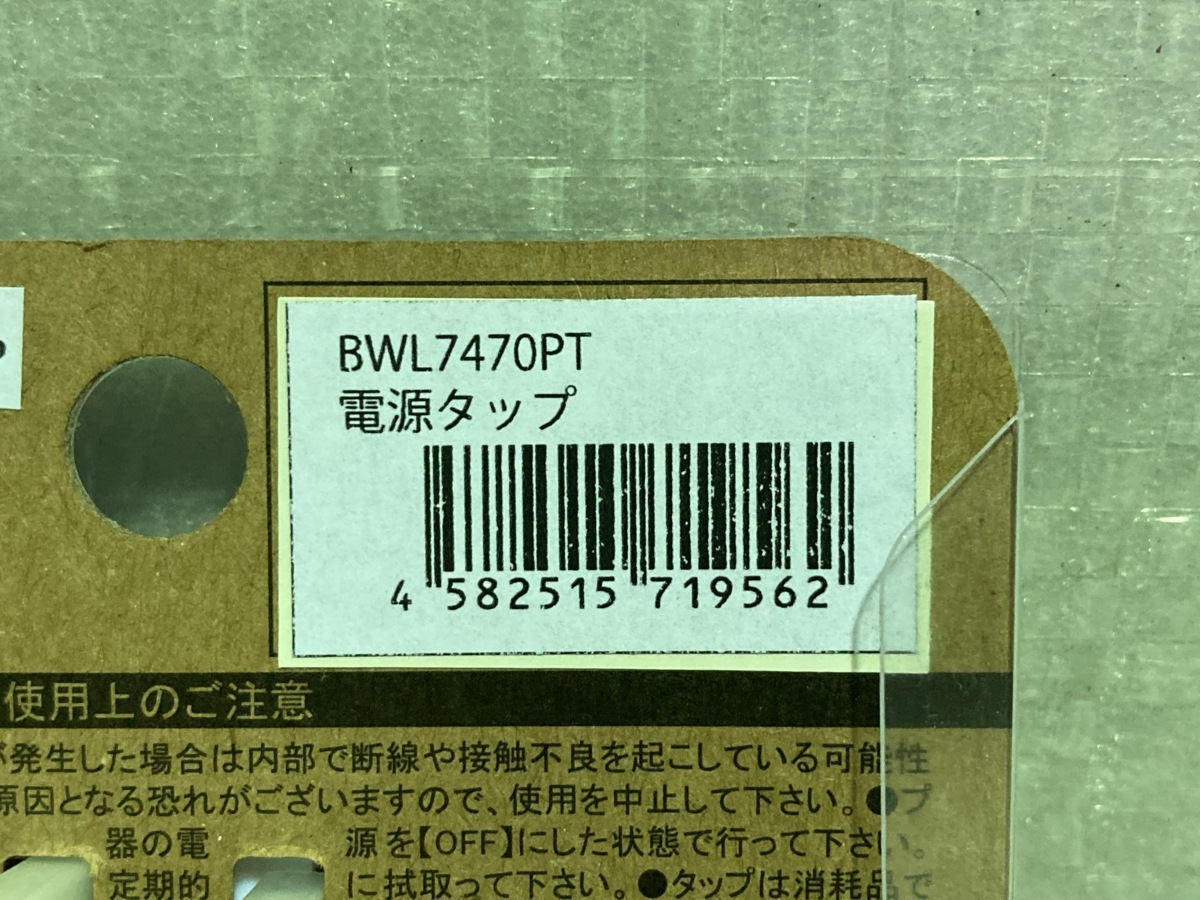 BWL7470PT
電源タップ
4 582515 719562
使用上のご注意
が発生した場合は内部で断線や接触不良を起こしている可能性
原因となる恐れがございますので、使用を中止して下さい。●プ
器の電 源を【OFF】にした状態で行って下さい。
定期的 に拭取って下さい。●タップは消耗品で